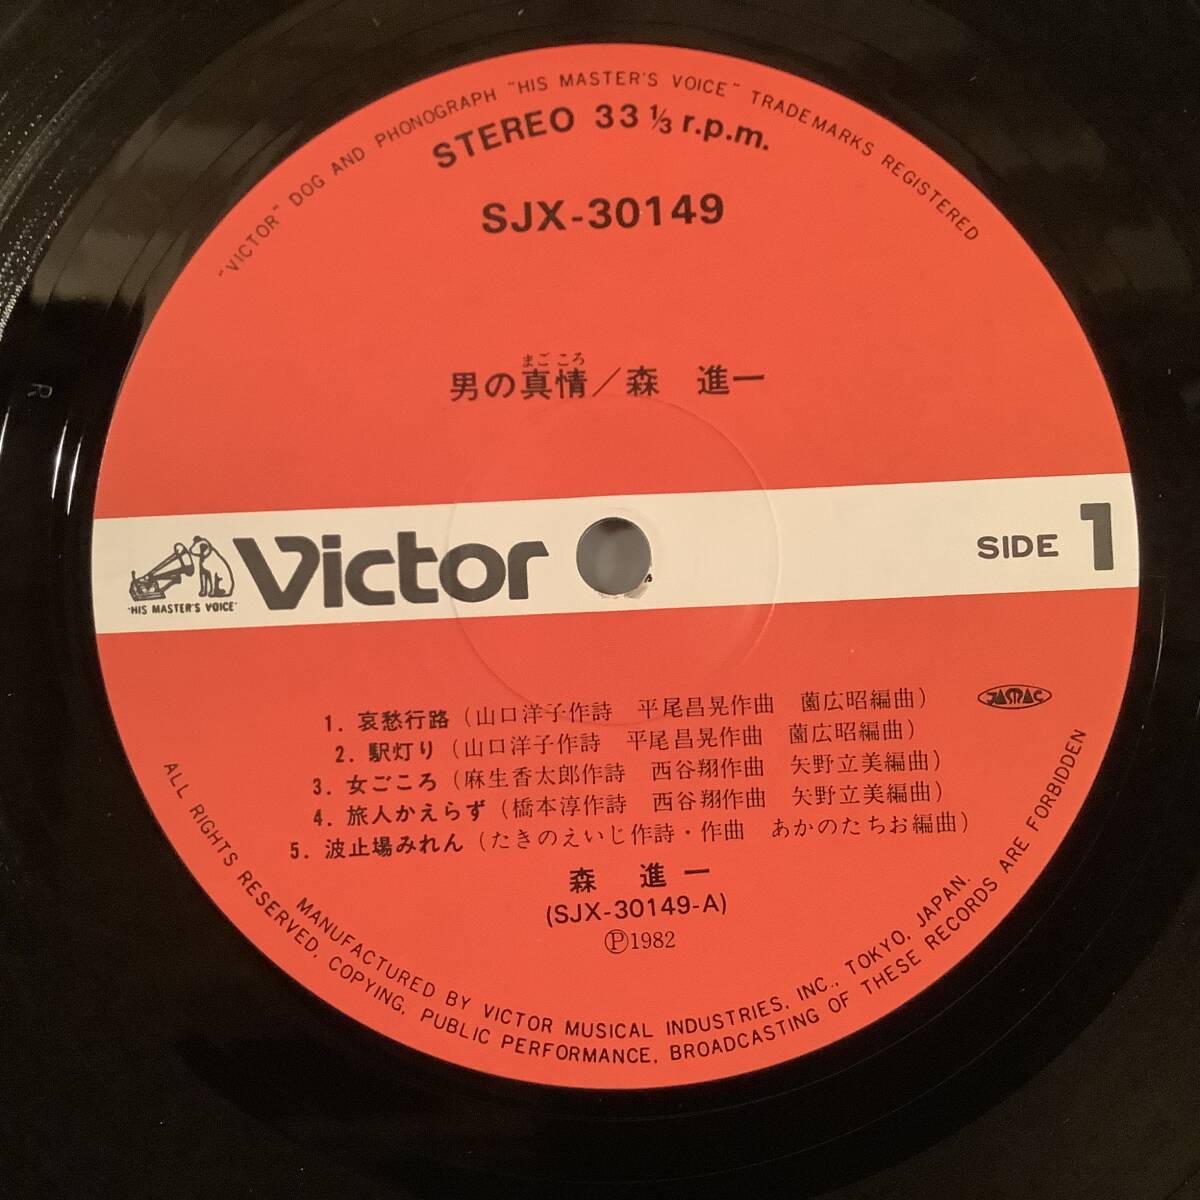 "VICTOR" DOG AND PHONOGRAPH "HIS MASTER'S VOICE" TRADEMARKS REGISTERED
STEREO 33 1/3 r.p.m.
SJX-30149
まごころ
男の真情/森 進一
Victor
"HIS MASTER'S VOICE"
SIDE 1
JASRAC
1. 哀愁行路(山口洋子作詩 平尾昌晃作曲 薗広昭編曲)
2. 駅灯り(山口洋子作詩 平尾昌晃作曲 薗広昭編曲)
3. 女ごころ(麻生香太郎作詩 西谷翔作曲 矢野立美編曲)
4. 旅人かえらず(橋本淳作詩 西谷翔作曲 矢野立美編曲)
5. 波止場みれん(たきのえいじ作詩・作曲 あかのたちお編曲)
森 進一
(SJX-30149-A)
Ⓟ1982
MANUFACTURED BY VICTOR MUSICAL INDUSTRIES, INC., TOKYO, JAPAN.
ALL RIGHTS RESERVED, COPYING, PUBLIC PERFORMANCE, BROADCASTING OF THESE RECORDS ARE FORBIDDEN
R